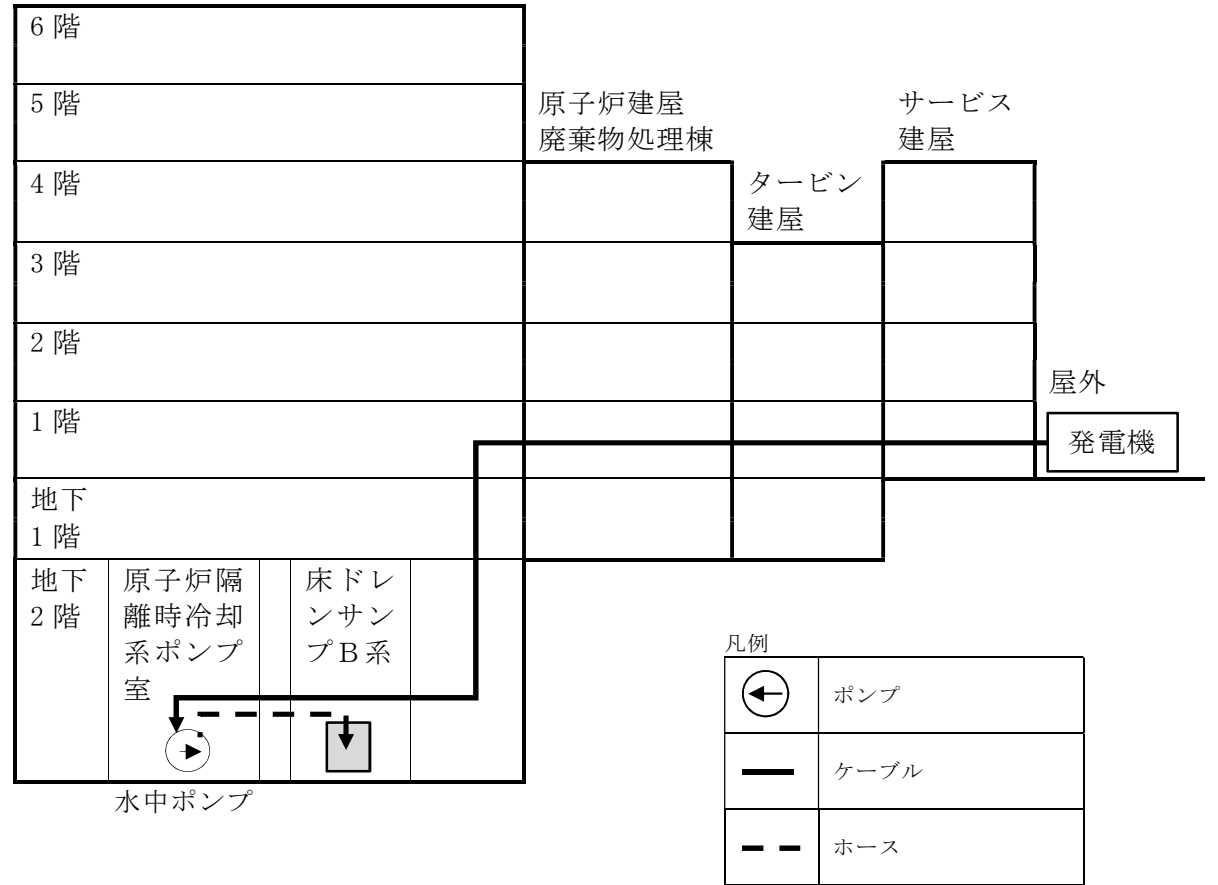 6階
5階
原子炉建屋
廃棄物処理棟
サービス
建屋
4階
タービン
建屋
3階
2階
屋外
1階
発電機
地下
1階
地下
2階
原子炉隔
離時冷却
系ポンプ
室
床ドレ
ンサン
プB系
水中ポンプ
凡例
ポンプ
ケーブル
ホース